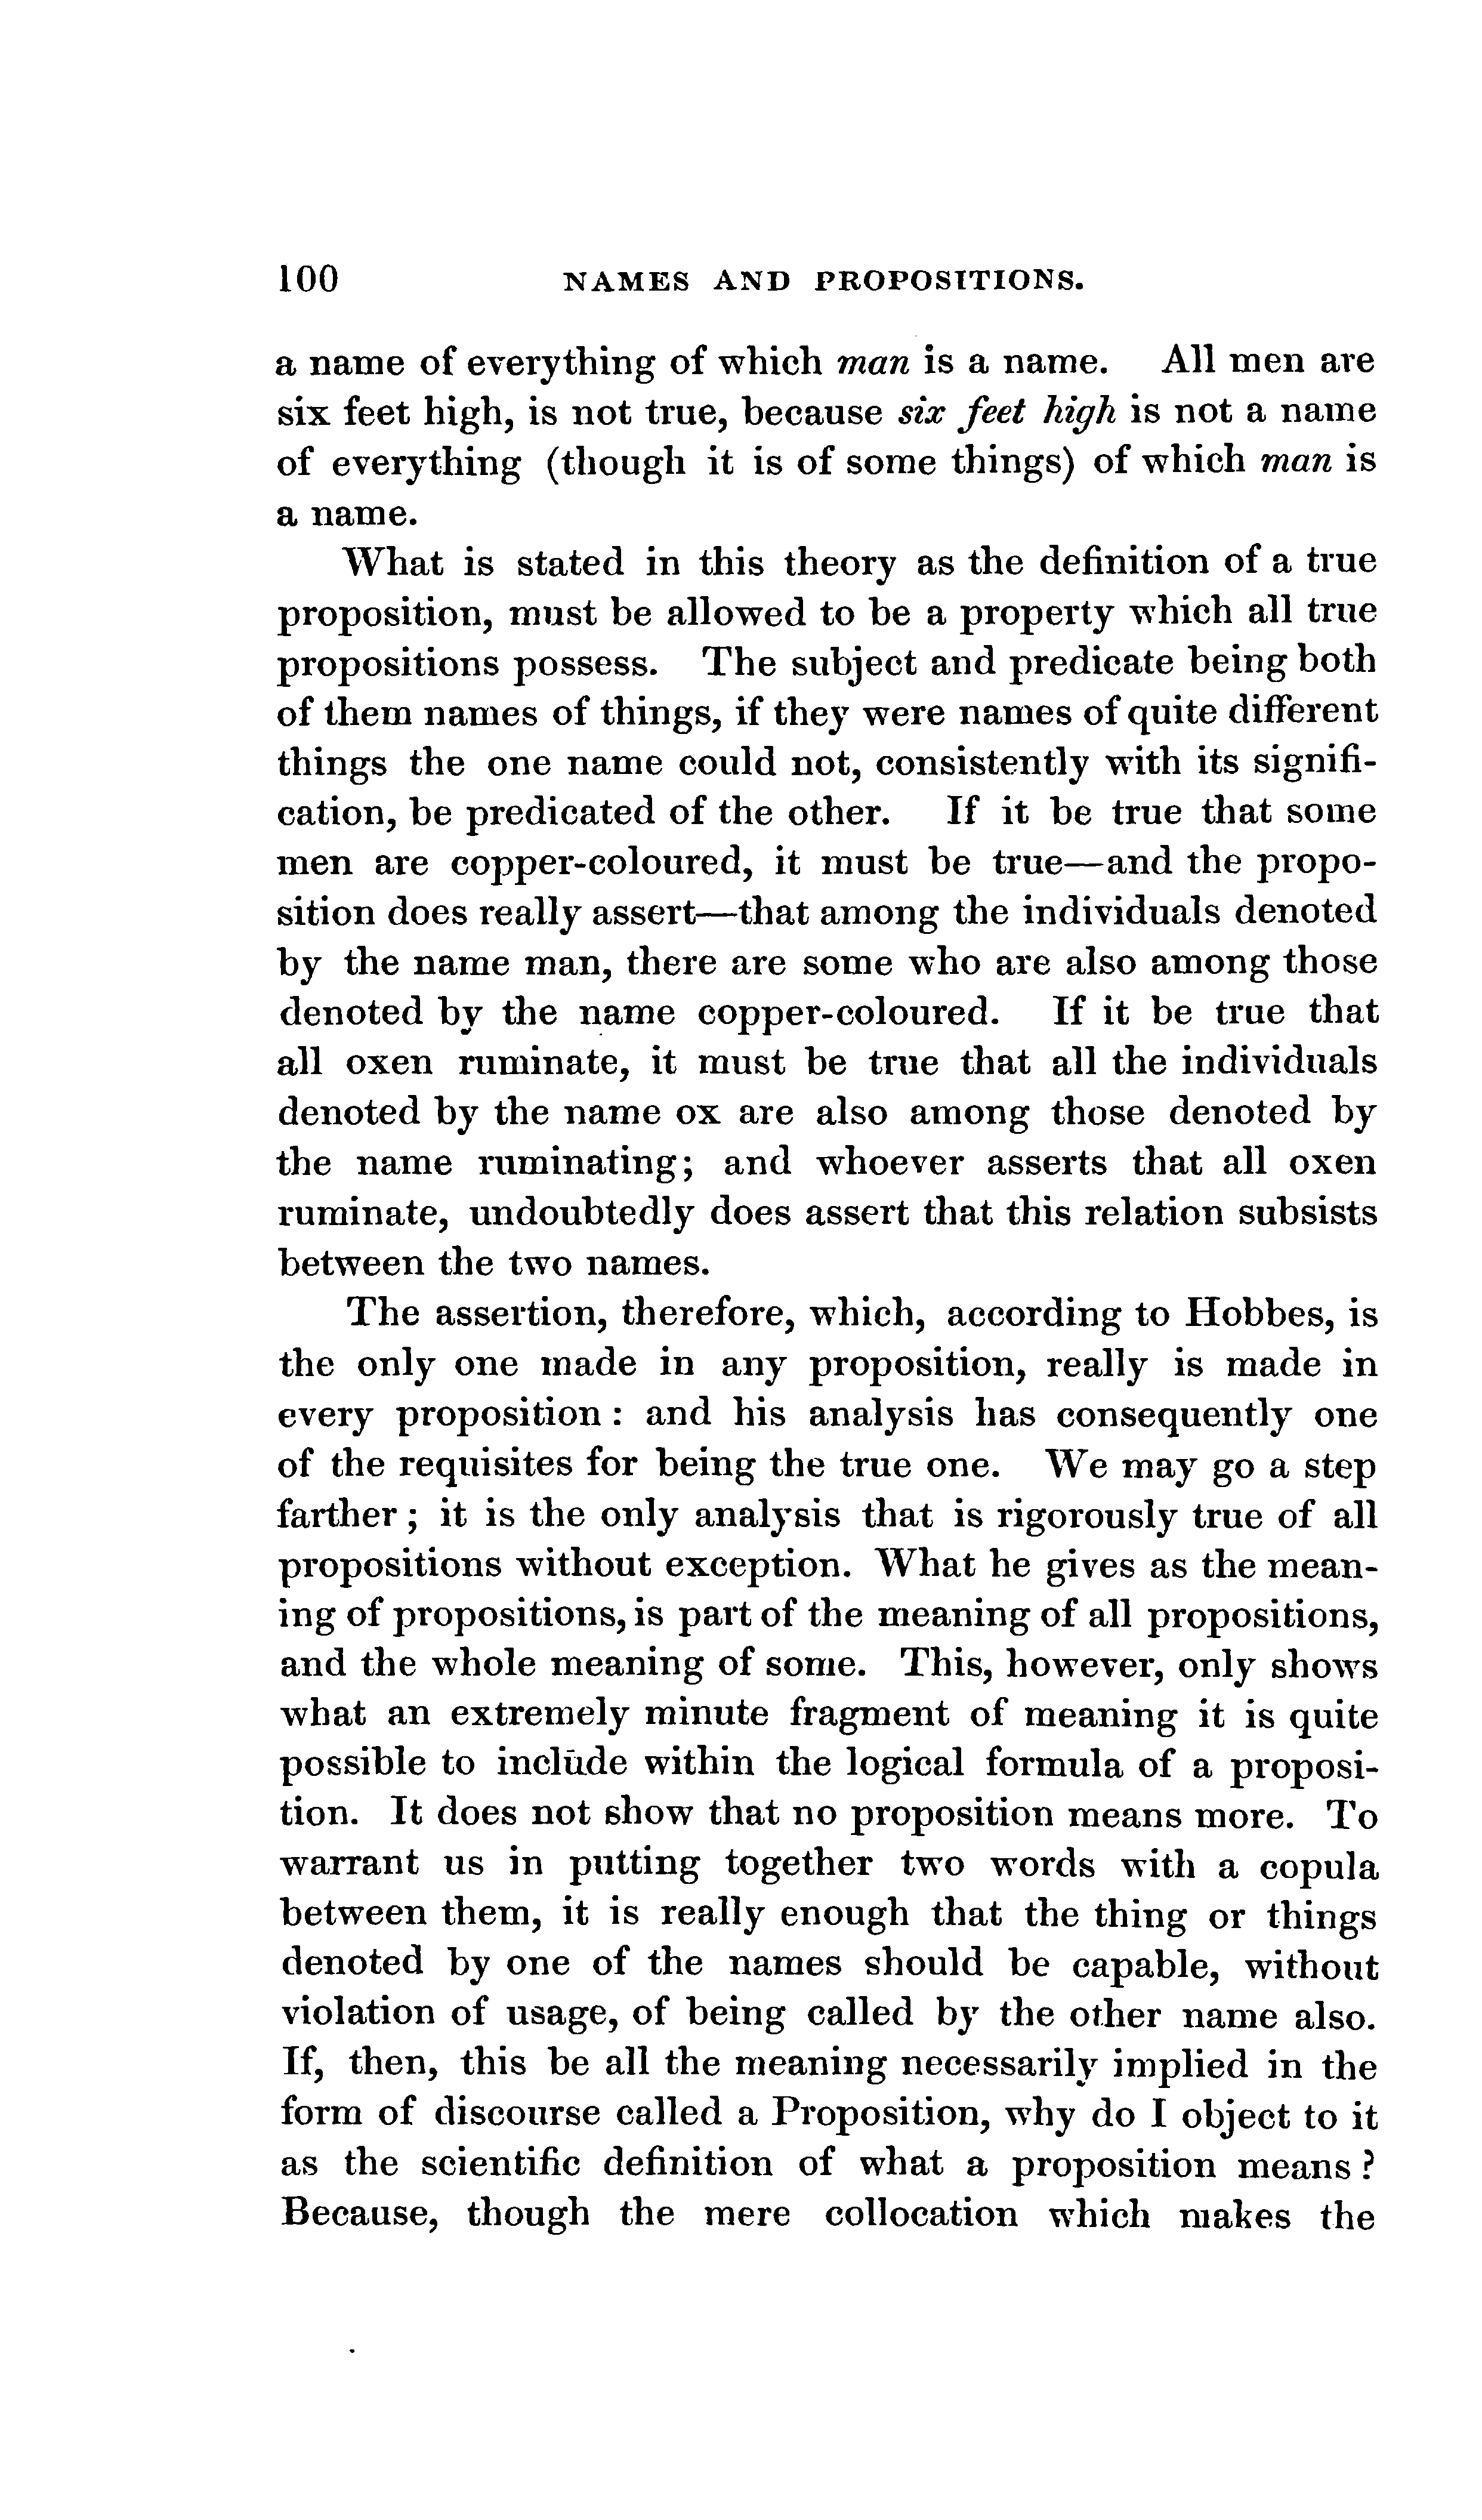 100 NAMES AND PROPOSITIONS.
a name of everything of which man is a name. All men are
six feet high, is not true, because six feet high is not a name
of everything (though it is of some things) of which man is
a name.
What is stated in this theory as the definition of a true
proposition, must be allowed to be a property which all true
propositions possess. The subject and predicate being both
of them names of things, if they were names of quite different
things the one name could not, consistently with its signifi-
cation, be predicated of the other. If it be true that some
men are copper-coloured, it must be true—and the propo-
sition does really assert—that among the individuals denoted
by the name man, there are some who are also among those
denoted by the name copper-coloured. If it be true that
all oxen ruminate, it must be true that all the individuals
denoted by the name ox are also among those denoted by
the name ruminating; and whoever asserts that all oxen
ruminate, undoubtedly does assert that this relation subsists
between the two names.
The assertion, therefore, which, according to Hobbes, is
the only one made in any proposition, really is made in
every proposition : and his analysis has consequently one
of the requisites for being the true one. We may go a step
farther ; it is the only analysis that is rigorously true of all
propositions without exception. What he gives as the mean-
ing of propositions, is part of the meaning of all propositions,
and the whole meaning of some. This, however, only shows
what an extremely minute fragment of meaning it is quite
possible to include within the logical formula of a proposi-
tion. It does not show that no proposition means more. To
warrant us in putting together two words with a copula
between them, it is really enough that the thing or things
denoted by one of the names should be capable, without
violation of usage, of being called by the other name also.
If, then, this be all the meaning necessarily implied in the
form of discourse called a Proposition, why do I object to it
as the scientific definition of what a proposition means ?
Because, though the mere collocation which makes the